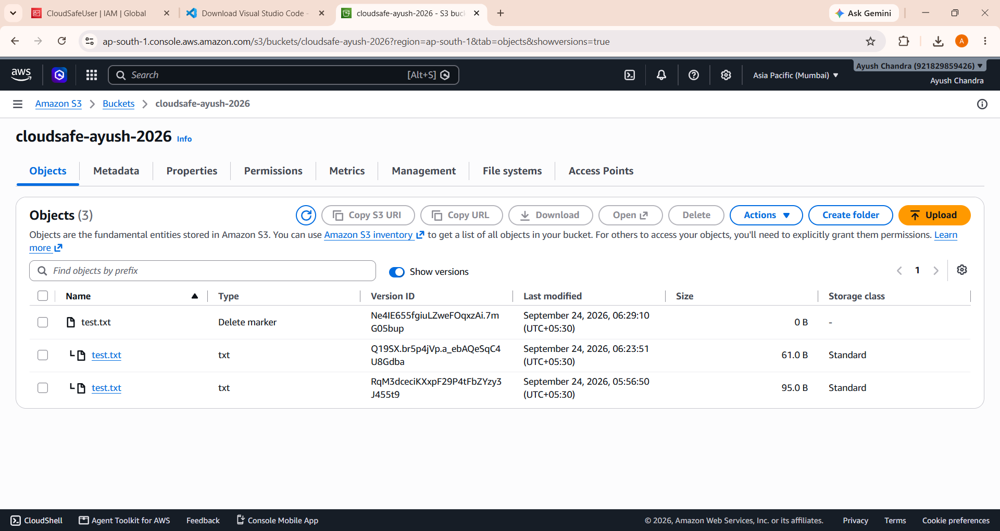 CloudSafeUser | IAM | Global
Download Visual Studio Code -
cloudsafe-ayush-2026 - S3 buck
Ask Gemini
ap-south-1.console.aws.amazon.com/s3/buckets/cloudsafe-ayush-2026?region=ap-south-1&tab=objects&showversions=true
A
aws
Search
[Alt+S]
Asia Pacific (Mumbai)
Ayush Chandra (921829859426)
Ayush Chandra
Amazon S3
Buckets
cloudsafe-ayush-2026
cloudsafe-ayush-2026 Info
Objects
Metadata
Properties
Permissions
Metrics
Management
File systems
Access Points
Objects (3)
Copy S3 URI
Copy URL
Download
Open
Delete
Actions
Create folder
Upload
Objects are the fundamental entities stored in Amazon S3. You can use Amazon S3 inventory to get a list of all objects in your bucket. For others to access your objects, you'll need to explicitly grant them permissions. Learn
more
Find objects by prefix
Show versions
1
Name
Type
Version ID
Last modified
Size
Storage class
test.txt
Delete marker
Ne4IE655fgiuLZweFOqxzAi.7m
G05bup
September 24, 2026, 06:29:10
(UTC+05:30)
0 B
-
test.txt
txt
Q19SX.br5p4jVp.a_ebAQeSqC4
U8Gdba
September 24, 2026, 06:23:51
(UTC+05:30)
61.0 B
Standard
test.txt
txt
RqM3dceciKXxpF29P4tFbZYzy3
J455t9
September 24, 2026, 05:56:50
(UTC+05:30)
95.0 B
Standard
CloudShell
Agent Toolkit for AWS
Feedback
Console Mobile App
© 2026, Amazon Web Services, Inc. or its affiliates.
Privacy
Terms
Cookie preferences